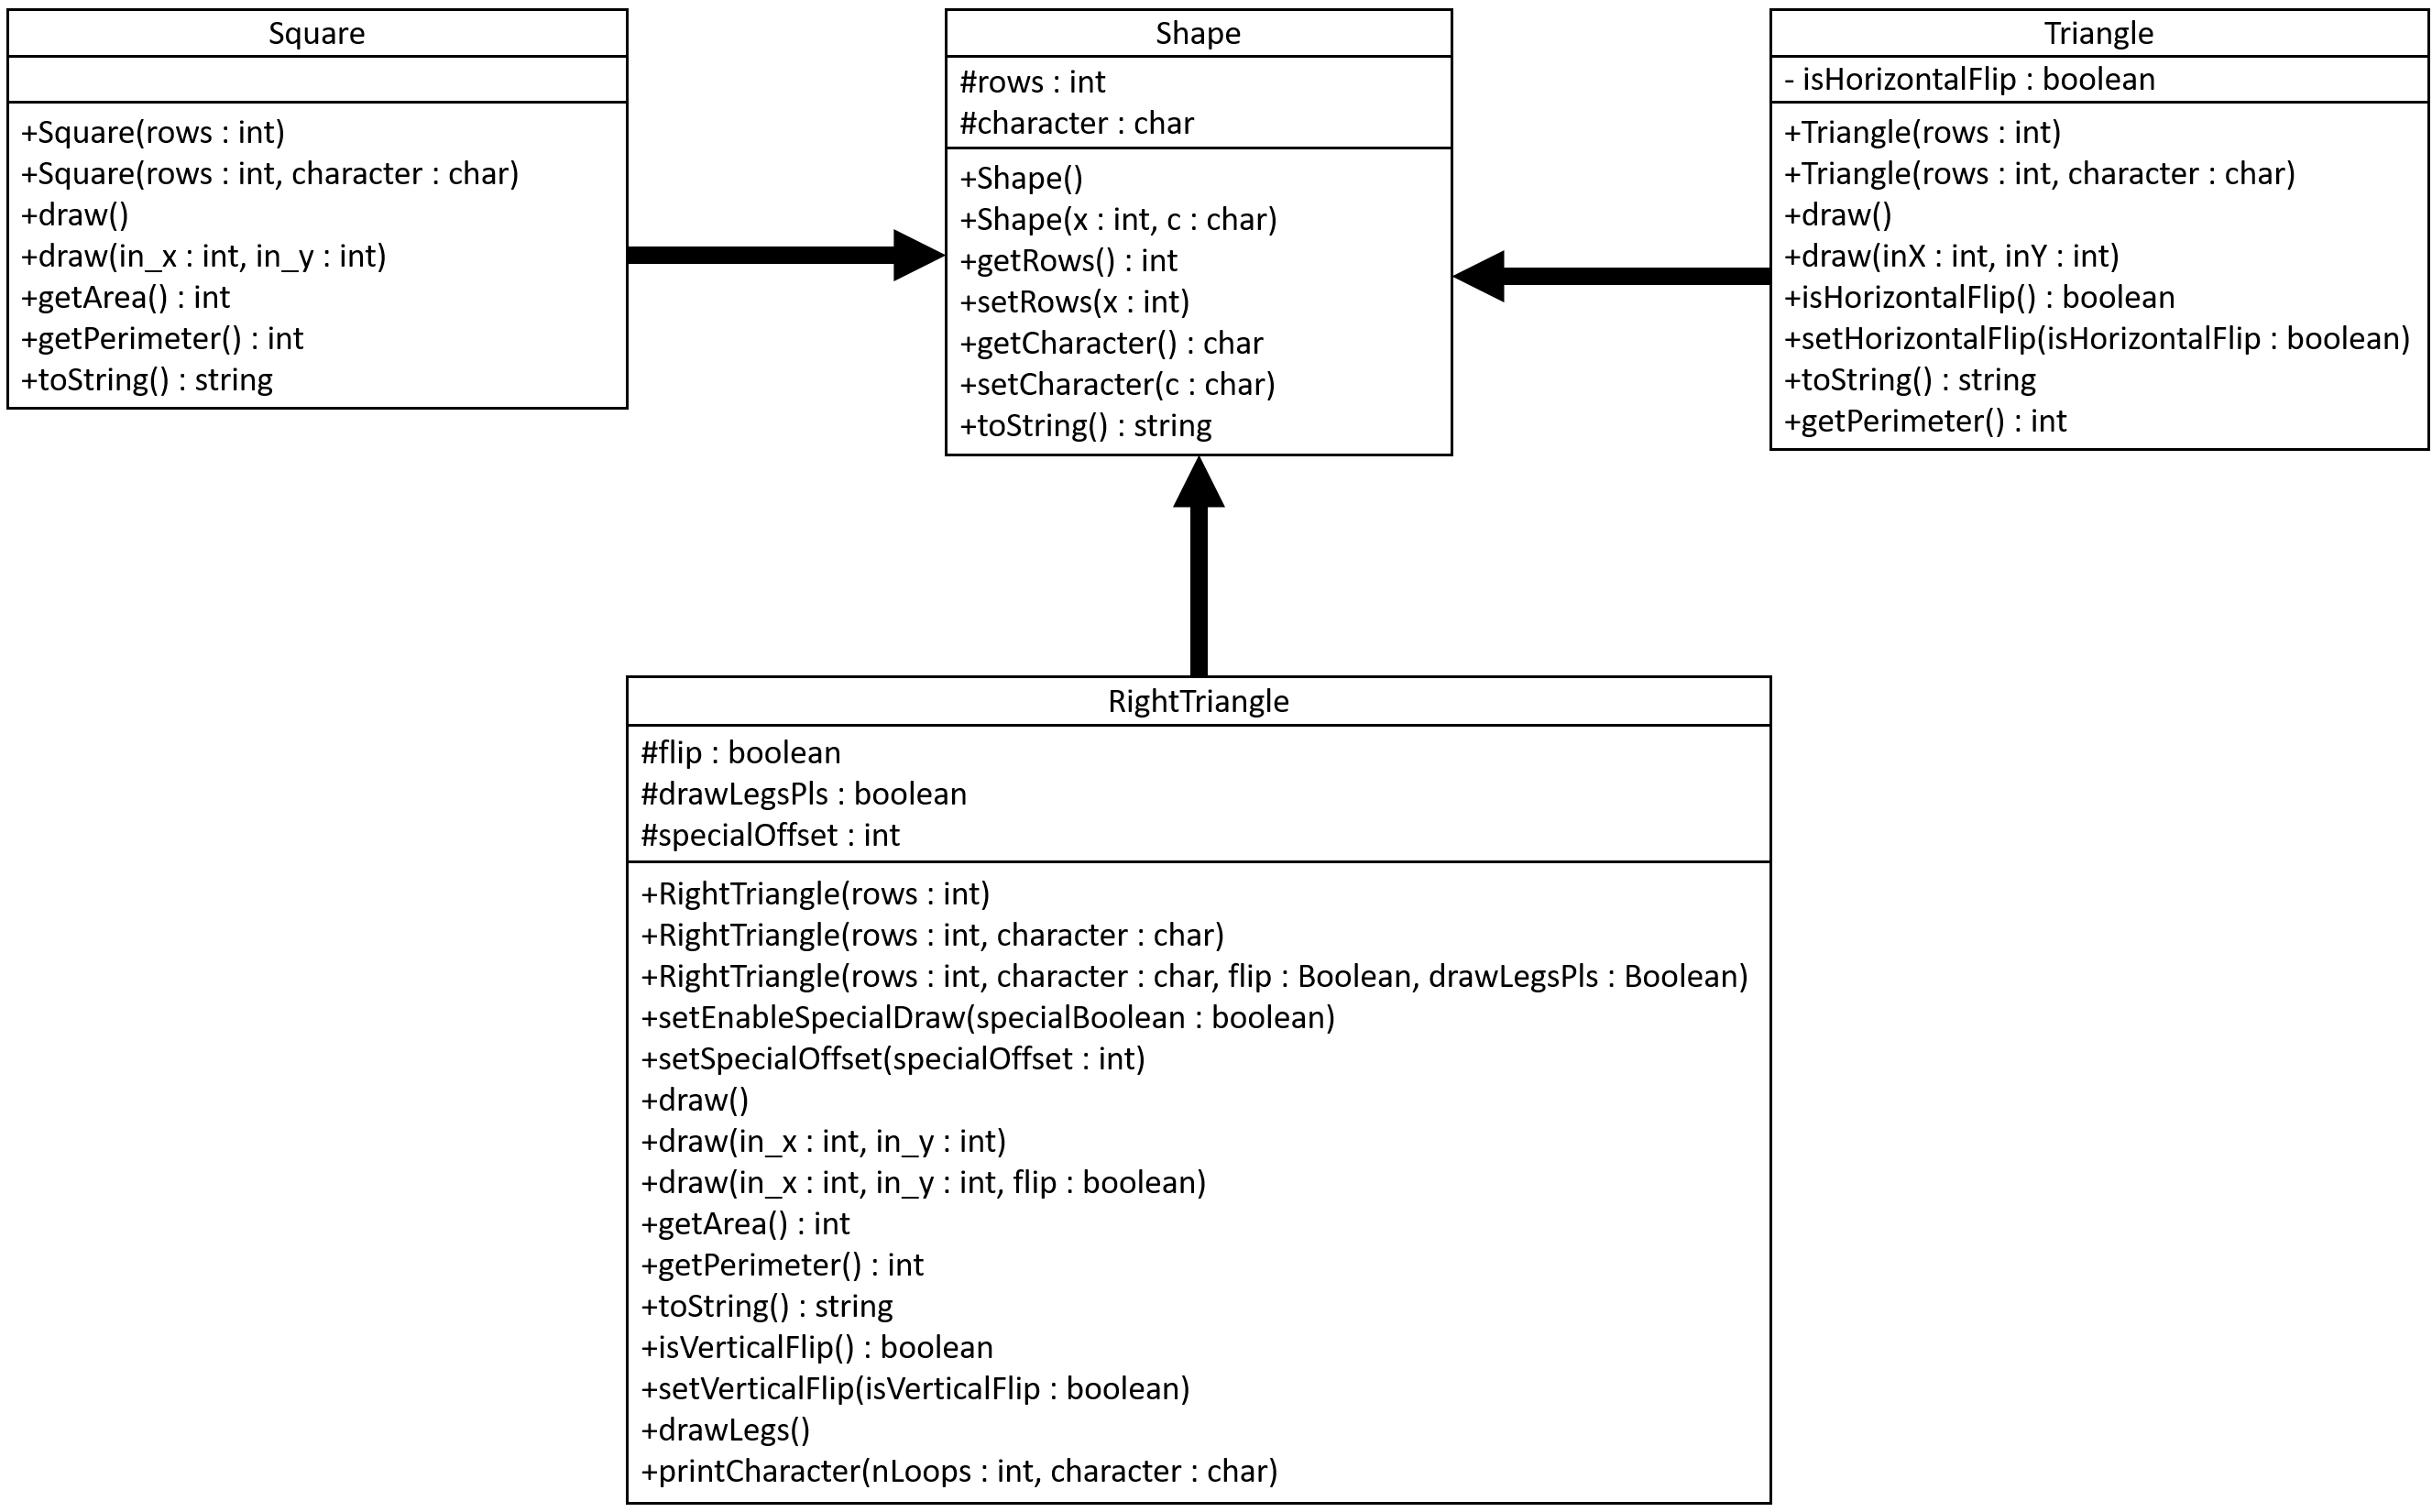 Square
+Square(rows : int)
+Square(rows : int, character : char)
+draw()
+draw(in_x : int, in_y : int)
+getArea() : int
+getPerimeter() : int
+toString() : string
Shape
#rows : int
#character : char
+Shape()
+Shape(x : int, c : char)
+getRows() : int
+setRows(x : int)
+getCharacter() : char
+setCharacter(c : char)
+toString() : string
Triangle
- isHorizontalFlip : boolean
+Triangle(rows : int)
+Triangle(rows : int, character : char)
+draw()
+draw(inX : int, inY : int)
+isHorizontalFlip() : boolean
+setHorizontalFlip(isHorizontalFlip : boolean)
+toString() : string
+getPerimeter() : int
RightTriangle
#flip : boolean
#drawLegsPls : boolean
#specialOffset : int
+RightTriangle(rows : int)
+RightTriangle(rows : int, character : char)
+RightTriangle(rows : int, character : char, flip : Boolean, drawLegsPls : Boolean)
+setEnableSpecialDraw(specialBoolean : boolean)
+setSpecialOffset(specialOffset : int)
+draw()
+draw(in_x : int, in_y : int)
+draw(in_x : int, in_y : int, flip : boolean)
+getArea() : int
+getPerimeter() : int
+toString() : string
+isVerticalFlip() : boolean
+setVerticalFlip(isVerticalFlip : boolean)
+drawLegs()
+printCharacter(nLoops : int, character : char)